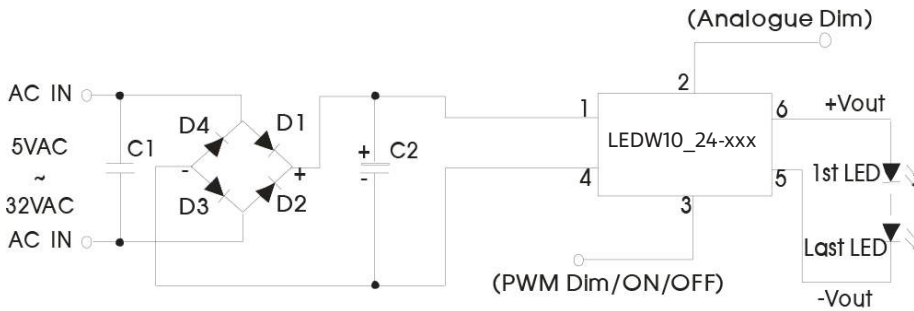 (Analogue Dim)
AC IN
5VAC
~
32VAC
AC IN
C1
D4
D1
D3
D2
-
+
+
-
C2
1
2
3
4
5
6
LEDW10_24-xxx
+Vout
1st LED
Last LED
-Vout
(PWM Dim/ON/OFF)